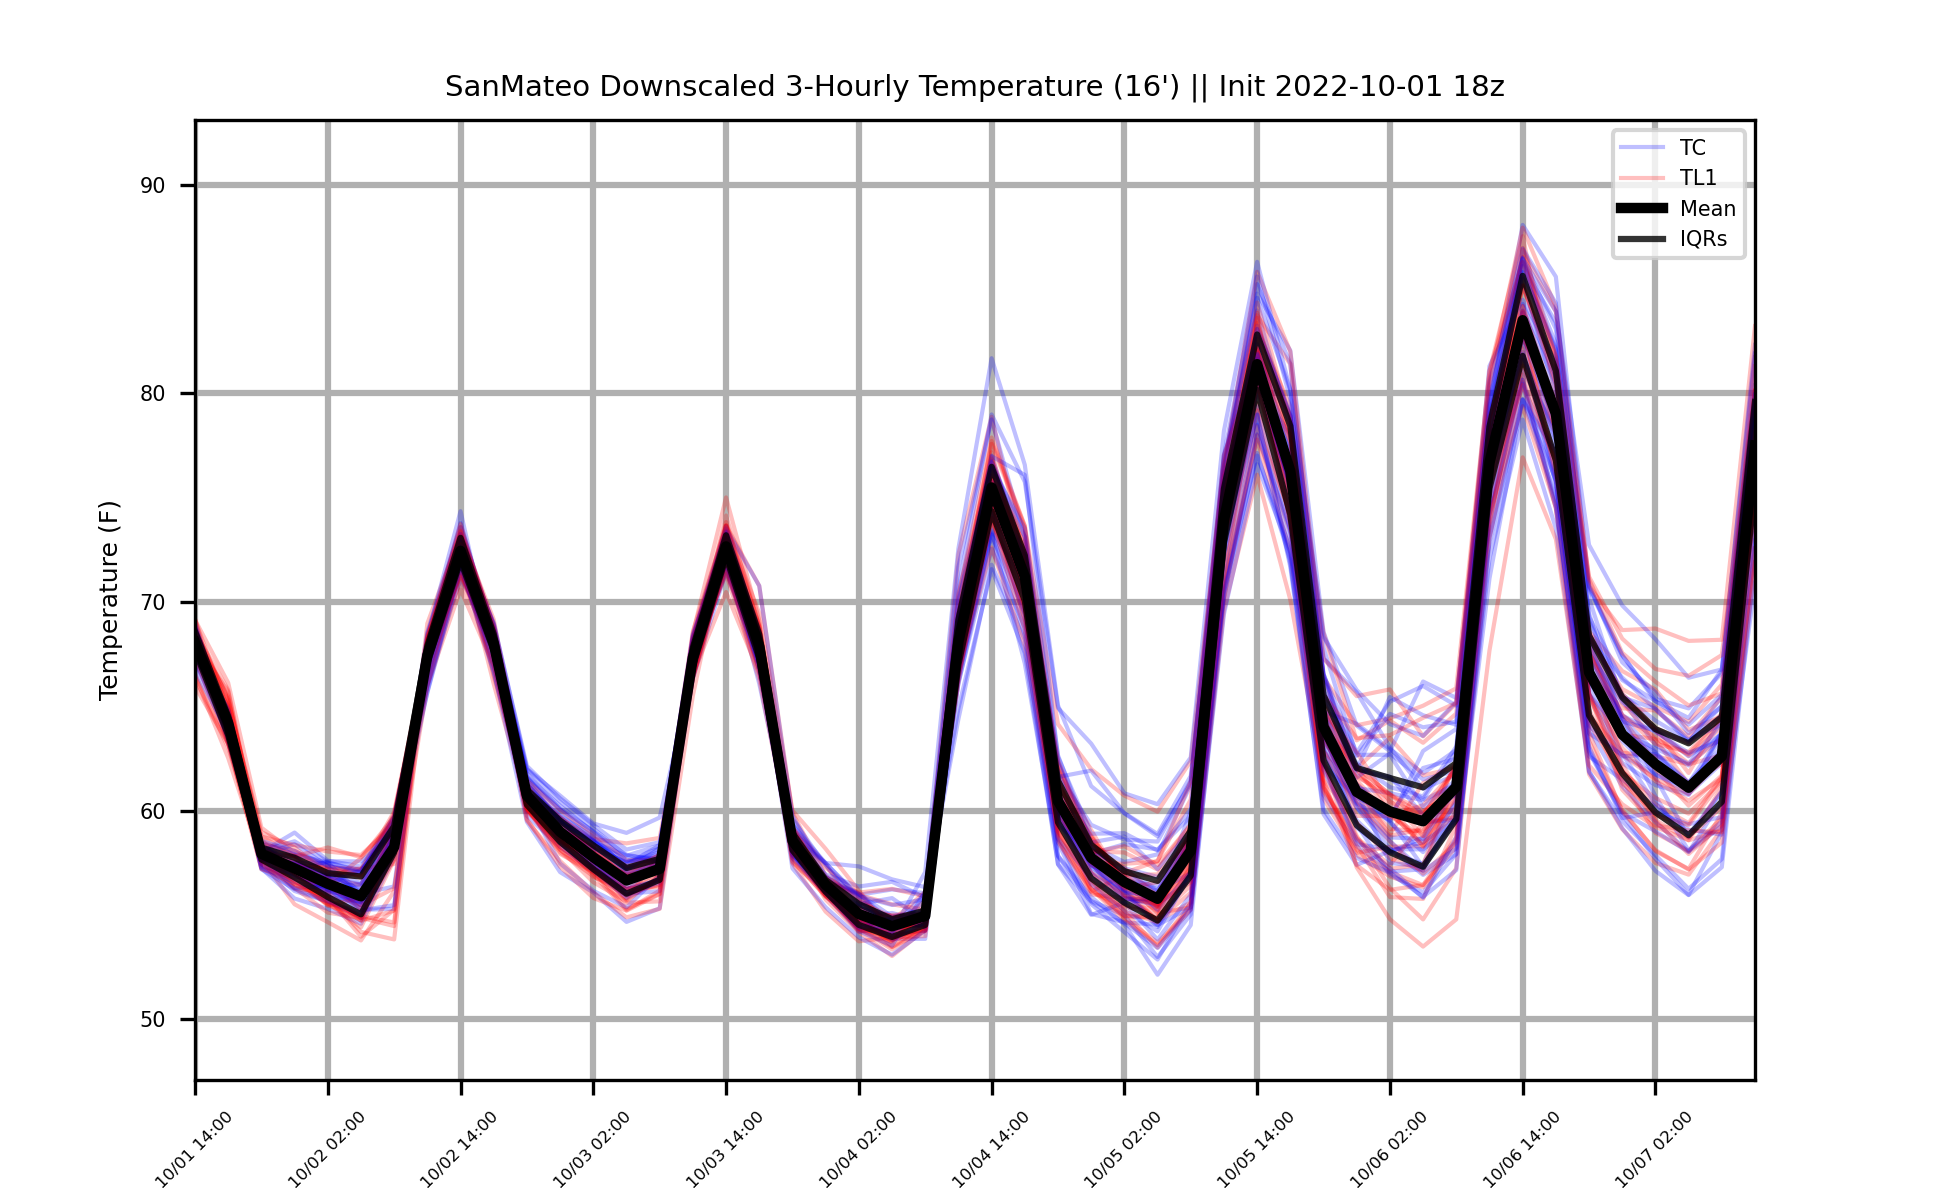 SanMateo Downscaled 3-Hourly Temperature (16') || Init 2022-10-01 18z
TC
TL1
Mean
IQRs
Temperature (F)
90
80
70
60
50
10/01 14:00
10/02 02:00
10/02 14:00
10/03 02:00
10/03 14:00
10/04 02:00
10/04 14:00
10/05 02:00
10/05 14:00
10/06 02:00
10/06 14:00
10/07 02:00